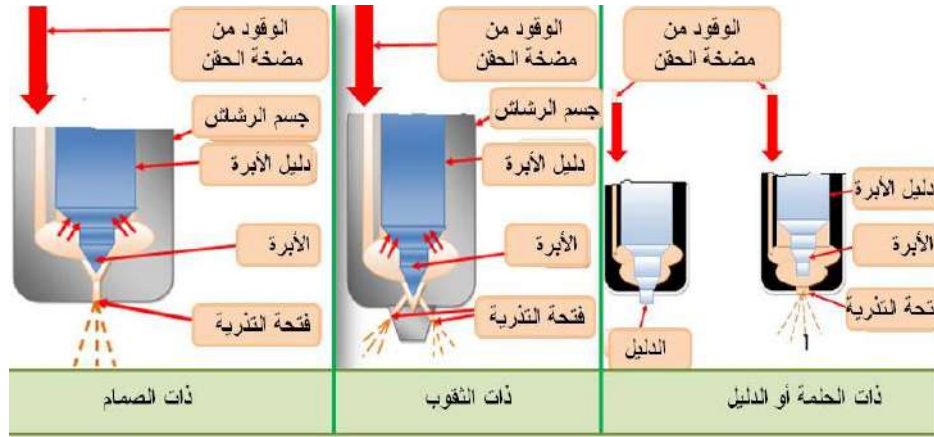 الوقود من
مضخة الحقن
الوقود من
مضخة الحقن
الوقود من
مضخة الحقن
جسم الرشاش
جسم الرشاش
دليل الأبرة
دليل الأبرة
دليل الأبرة
الأبرة
الأبرة
الأبرة
فتحة التذرية
فتحة التذرية
تحة التذرية
الدليل
ذات الحلمة أو الدليل
ذات الثقوب
ذات الصمام